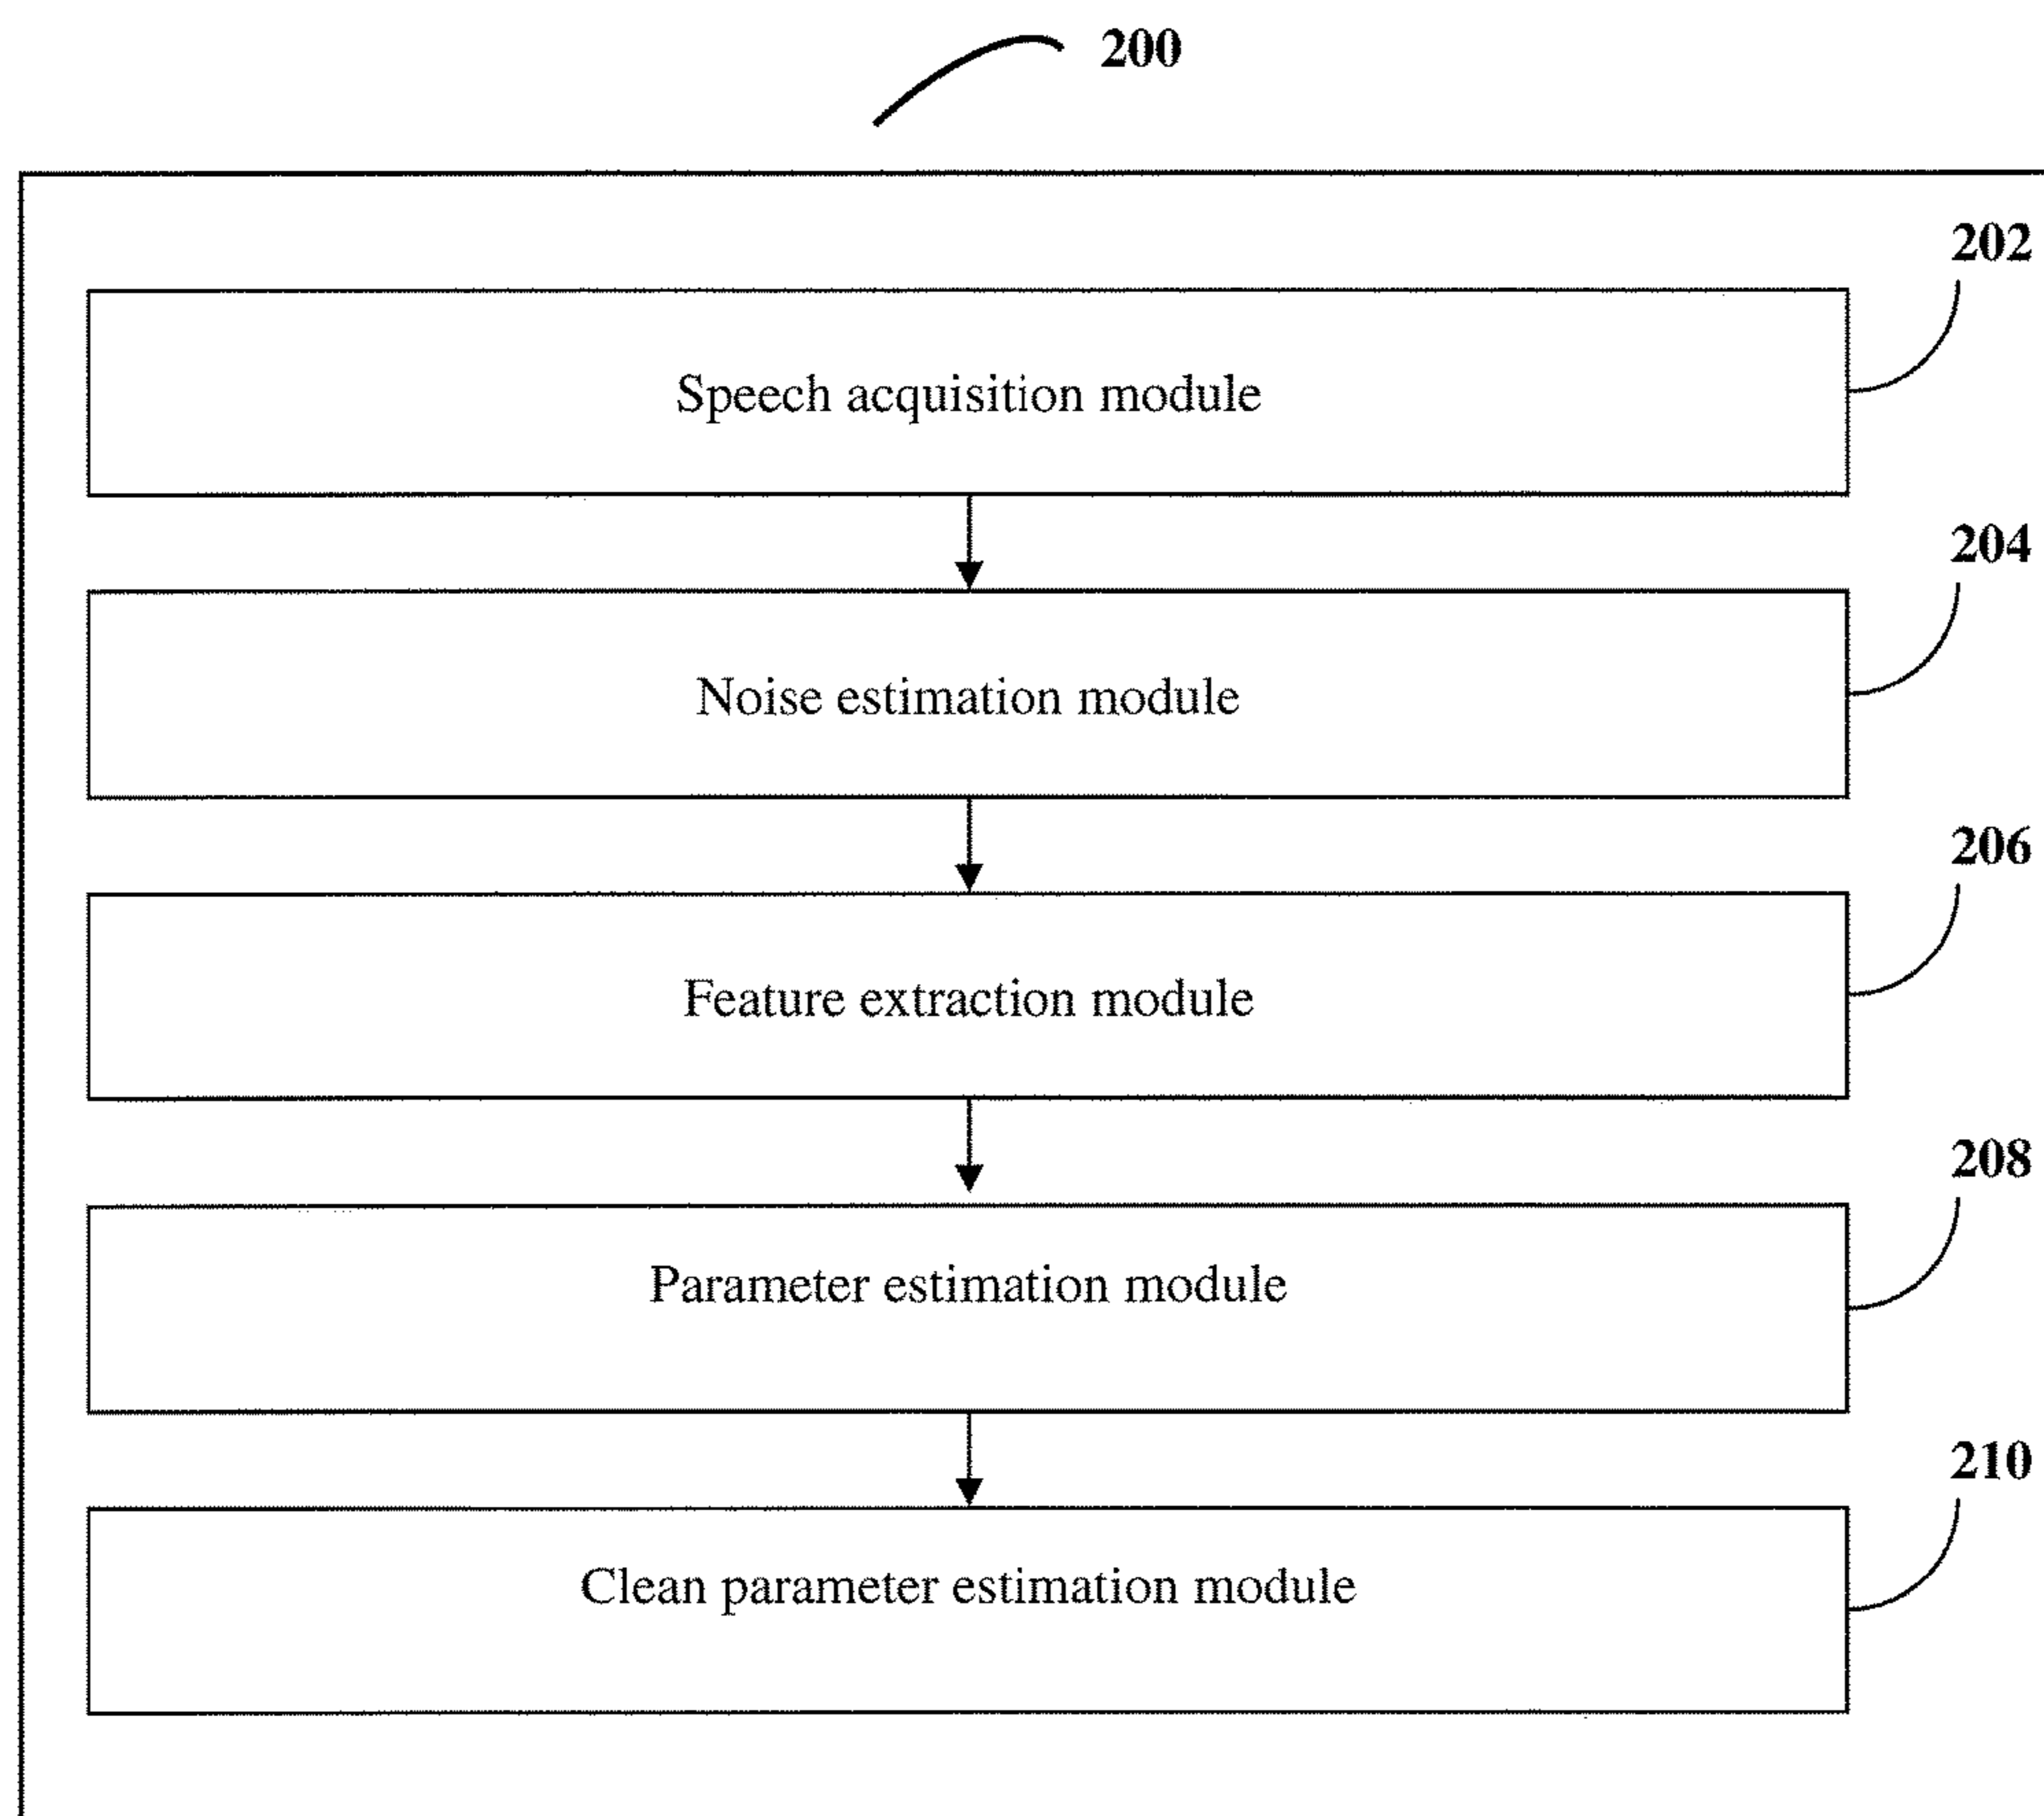 200
202
Speech acquisition module
204
Noise estimation module
206
Feature extraction module
208
Parameter estimation module
210
Clean parameter estimation module